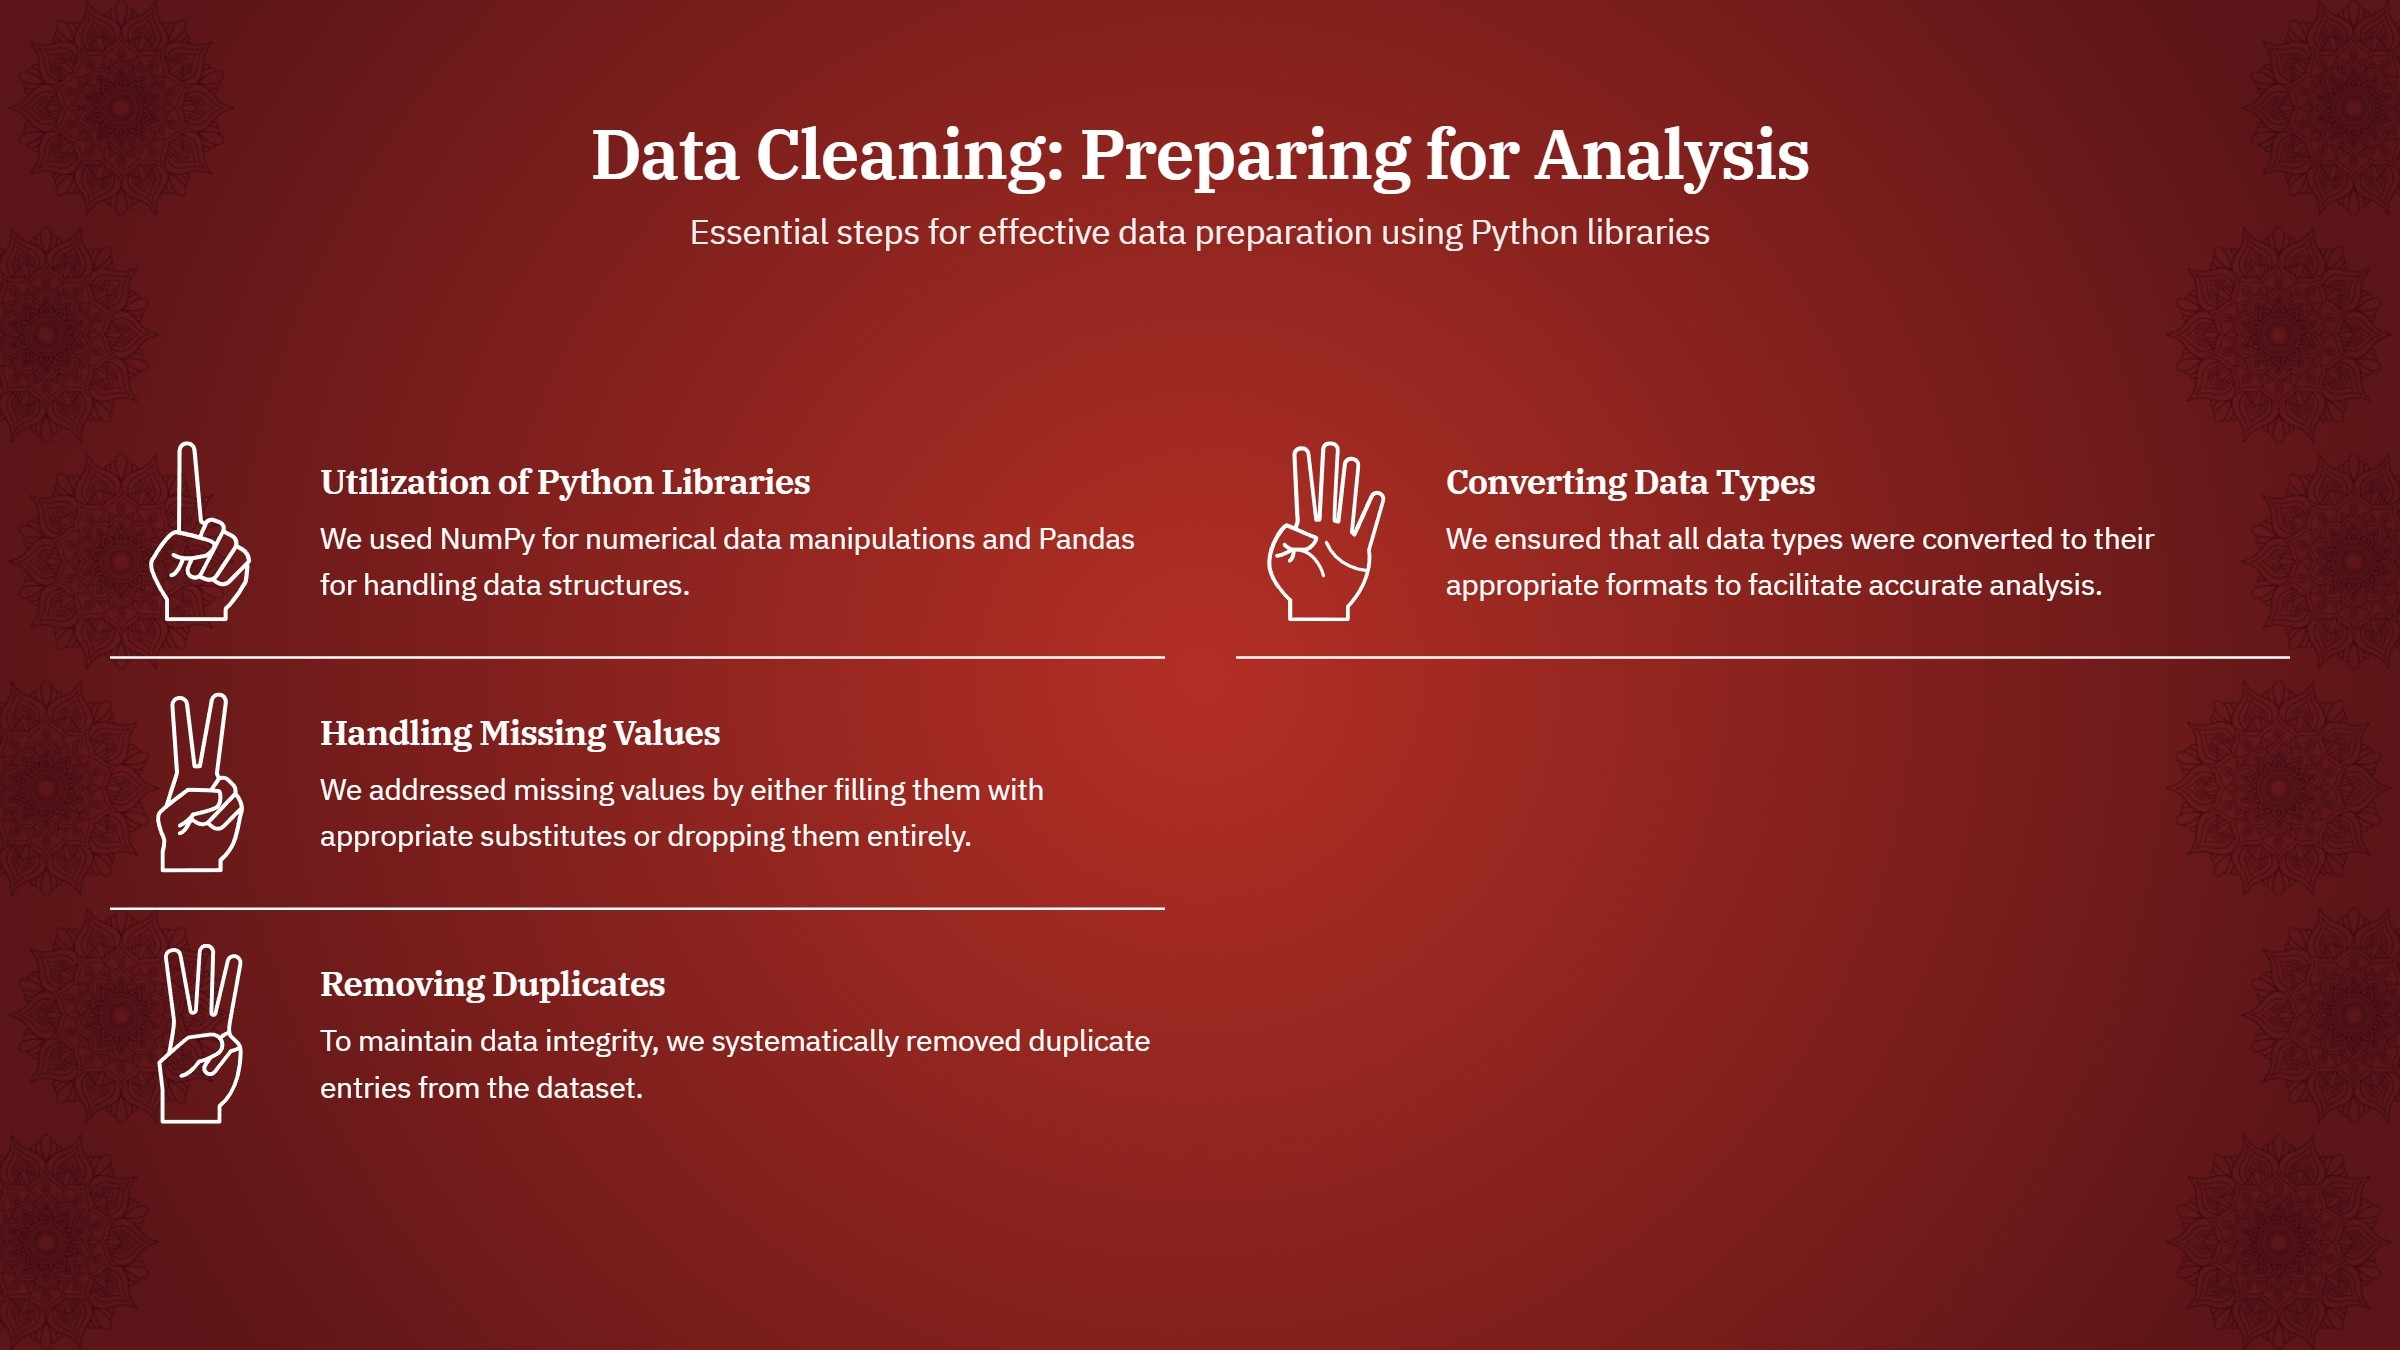 Data Cleaning: Preparing for Analysis
Essential steps for effective data preparation using Python libraries
Utilization of Python Libraries
We used NumPy for numerical data manipulations and Pandas
for handling data structures.
Handling Missing Values
We addressed missing values by either filling them with
appropriate substitutes or dropping them entirely.
Removing Duplicates
To maintain data integrity, we systematically removed duplicate
entries from the dataset.
Converting Data Types
We ensured that all data types were converted to their
appropriate formats to facilitate accurate analysis.